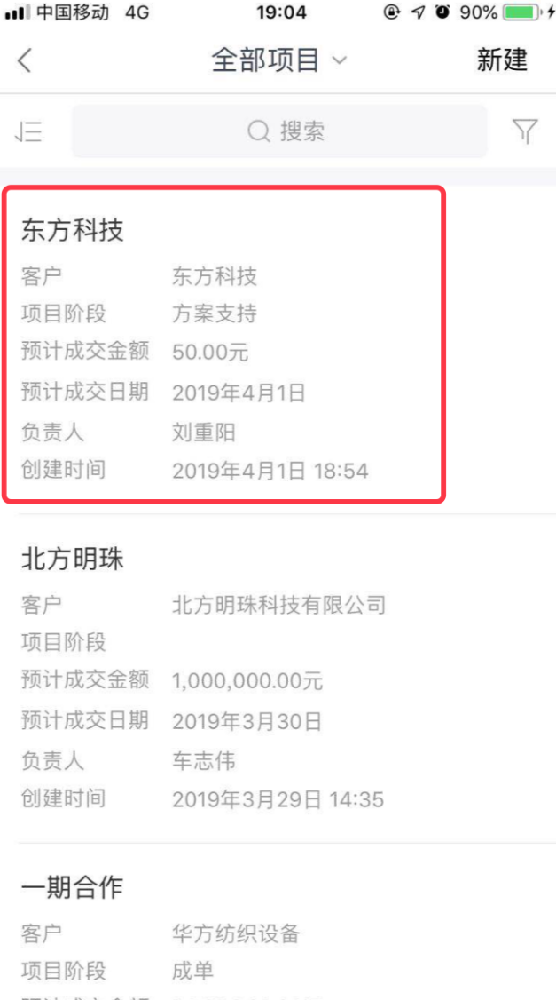 中国移动 4G 19:04 90%
全部项目 新建
搜索
东方科技
客户 东方科技
项目阶段 方案支持
预计成交金额 50.00元
预计成交日期 2019年4月1日
负责人 刘重阳
创建时间 2019年4月1日 18:54
北方明珠
客户 北方明珠科技有限公司
项目阶段
预计成交金额 1,000,000.00元
预计成交日期 2019年3月30日
负责人 车志伟
创建时间 2019年3月29日 14:35
一期合作
客户 华方纺织设备
项目阶段 成单